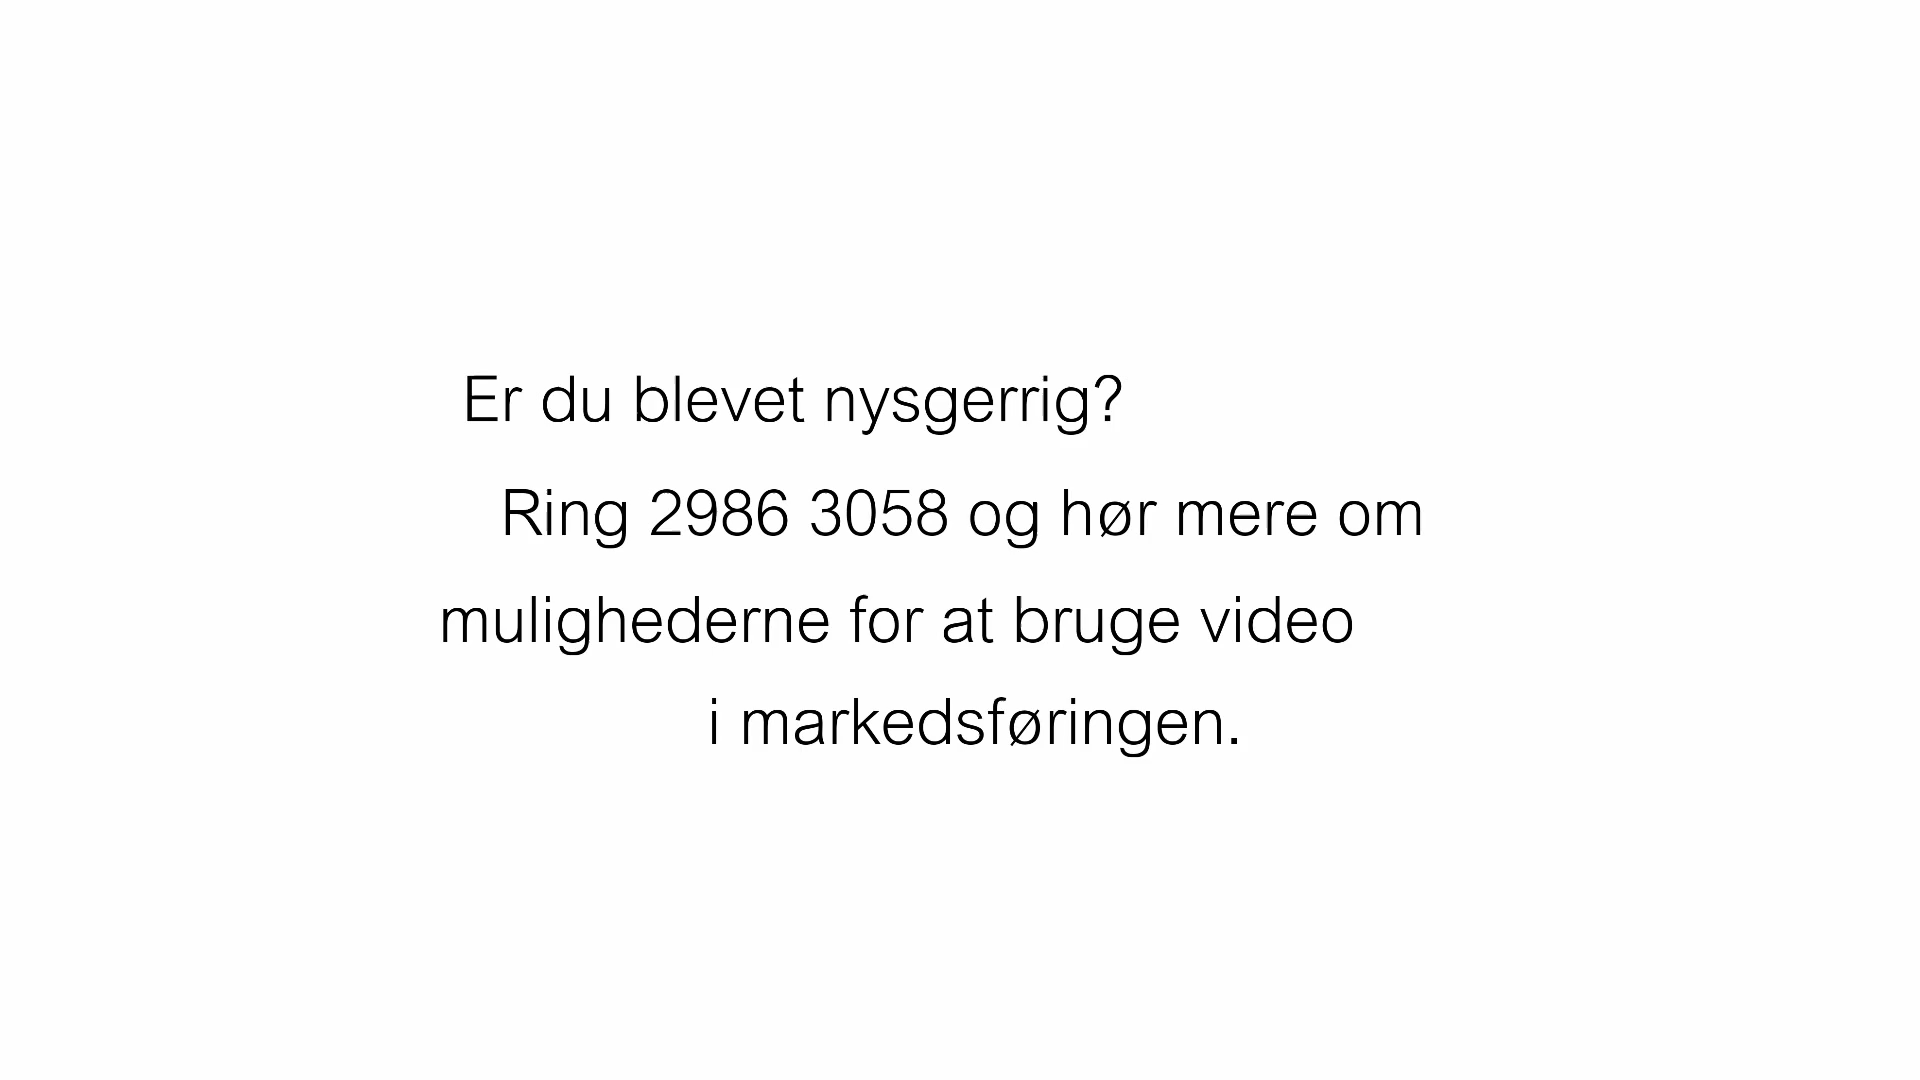 Er du blevet nysgerrig?
Ring 2986 3058 og hør mere om
mulighederne for at bruge video
i markedsføringen.